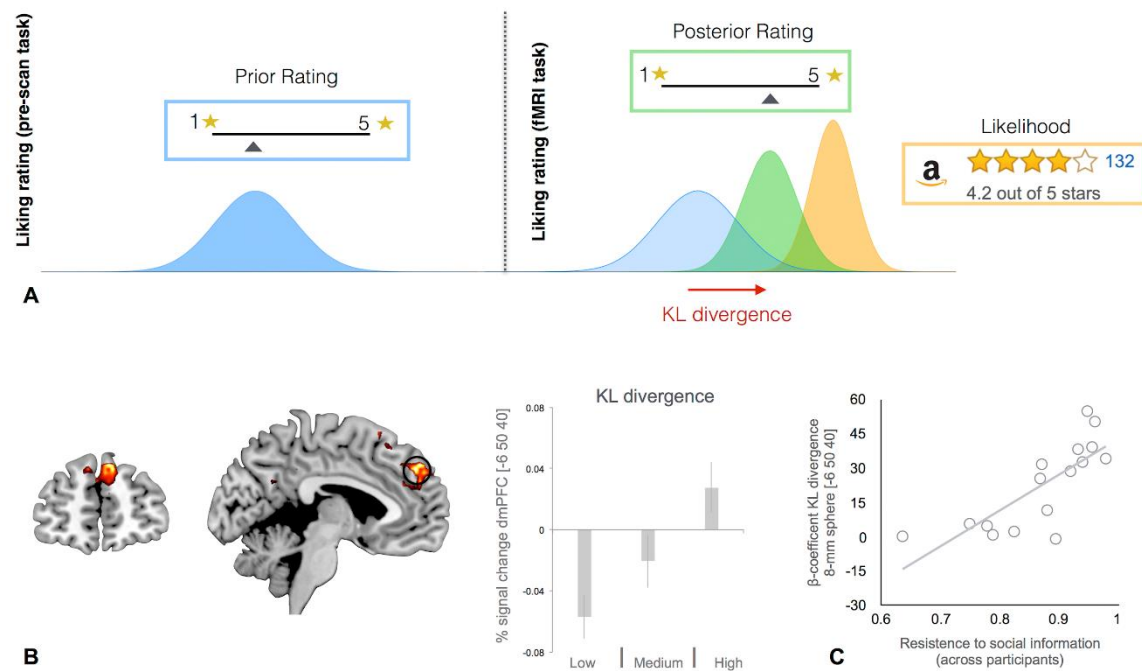 Liking rating (pre-scan task)
Prior Rating
1
5
Liking rating (fMRI task)
Posterior Rating
1
5
Likelihood
a
132
4.2 out of 5 stars
A
KL divergence
KL divergence
% signal change dmPFC [-6 50 40]
0.08
0.04
0
-0.04
-0.08
Low
Medium
High
B
β-coefficent KL divergence
8-mm sphere [-6 50 40]
60
45
30
15
0
-15
-30
0.6
0.7
0.8
0.9
1
Resistence to social information
(across participants)
C